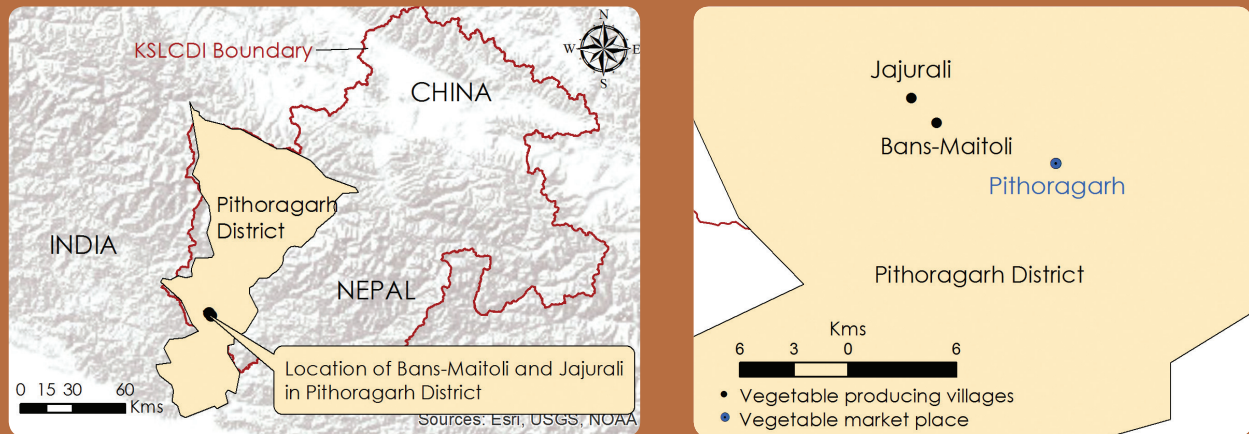 KSLCDI Boundary
N
W
E
S
CHINA
Pithoragarh
District
INDIA
NEPAL
Location of Bans-Maitoli and Jajurali
in Pithoragarh District
0 15 30 60
Kms
Sources: Esri, USGS, NOAA
Jajurali
Bans-Maitoli
Pithoragarh
Pithoragarh District
Kms
6 3 0 6
Vegetable producing villages
Vegetable market place